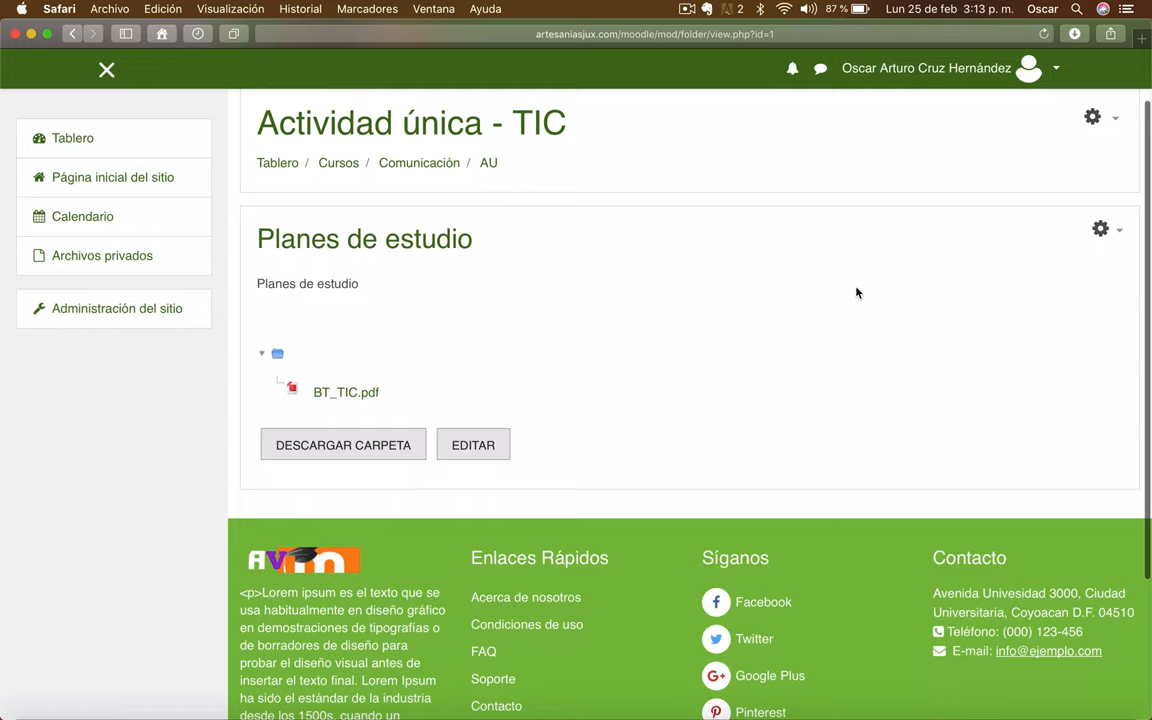 Safari Archivo Edición Visualización Historial Marcadores Ventana Ayuda 2 87 % Lun 25 de feb 3:13 p. m. Oscar
artesaniasjux.com/moodle/mod/folder/view.php?id=1
Oscar Arturo Cruz Hernández
Tablero
Página inicial del sitio
Calendario
Archivos privados
Administración del sitio
Actividad única - TIC
Tablero / Cursos / Comunicación / AU
Planes de estudio
Planes de estudio
BT_TIC.pdf
DESCARGAR CARPETA EDITAR
<p>Lorem ipsum es el texto que se
usa habitualmente en diseño gráfico
en demostraciones de tipografías o
de borradores de diseño para
probar el diseño visual antes de
insertar el texto final. Lorem Ipsum
ha sido el estándar de la industria
desde los 1500s, cuando un
Enlaces Rápidos
Acerca de nosotros
Condiciones de uso
FAQ
Soporte
Contacto
Síganos
Facebook
Twitter
Google Plus
Pinterest
Contacto
Avenida Univesidad 3000, Ciudad
Universitaria, Coyoacan D.F. 04510
Teléfono: (000) 123-456
E-mail: info@ejemplo.com